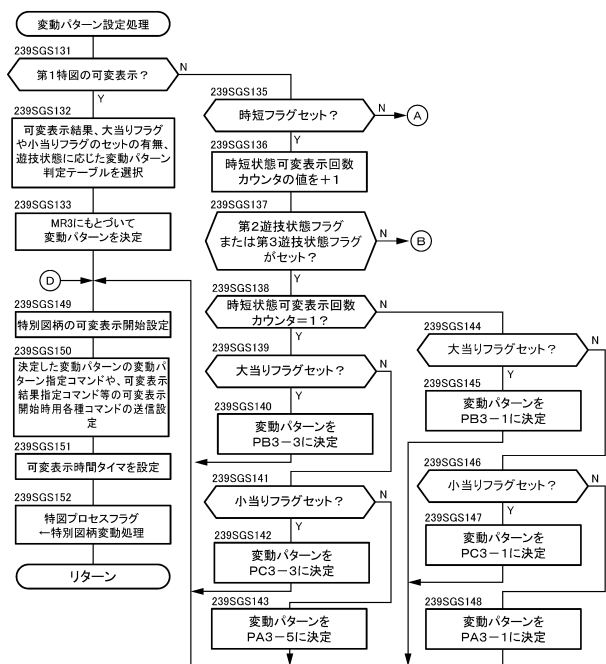 変動パターン設定処理
239SGS131
第1特図の可変表示？
N
Y
239SGS132
可変表示結果、大当りフラグ
や小当りフラグのセットの有無、
遊技状態に応じた変動パターン
判定テーブルを選択
239SGS133
MR3にもとづいて
変動パターンを決定
D
239SGS149
特別図柄の可変表示開始設定
239SGS150
決定した変動パターンの変動パ
ターン指定コマンドや、可変表示
結果指定コマンド等の可変表示
開始時用各種コマンドの送信設
定
239SGS151
可変表示時間タイマを設定
239SGS152
特図プロセスフラグ
←特別図柄変動処理
リターン
239SGS135
時短フラグセット？
N
A
Y
239SGS136
時短状態可変表示回数
カウンタの値を＋1
239SGS137
第2遊技状態フラグ
または第3遊技状態フラグ
がセット？
N
B
Y
239SGS138
時短状態可変表示回数
カウンタ＝1？
N
Y
239SGS139
大当りフラグセット？
N
Y
239SGS140
変動パターンを
PB3－3に決定
239SGS141
小当りフラグセット？
N
Y
239SGS142
変動パターンを
PC3－3に決定
239SGS143
変動パターンを
PA3－5に決定
239SGS144
大当りフラグセット？
N
Y
239SGS145
変動パターンを
PB3－1に決定
239SGS146
小当りフラグセット？
N
Y
239SGS147
変動パターンを
PC3－1に決定
239SGS148
変動パターンを
PA3－1に決定